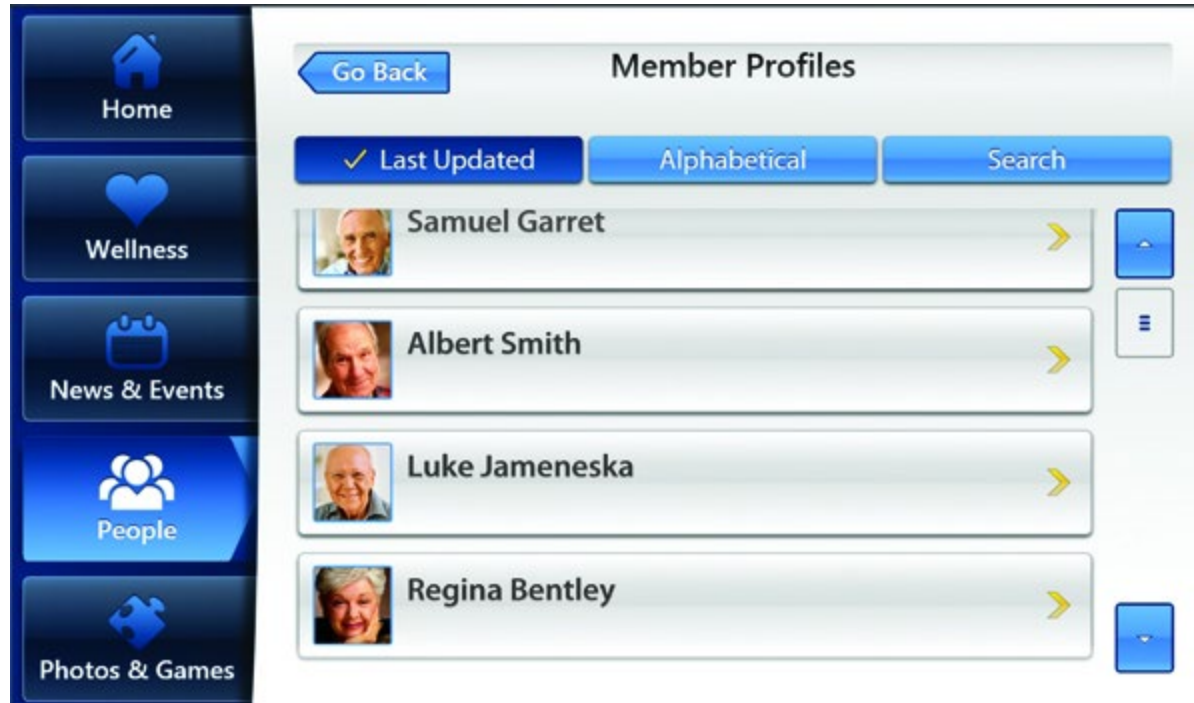 Home
Wellness
News & Events
People
Photos & Games
Go Back
Member Profiles
Last Updated
Alphabetical
Search
Samuel Garret
Albert Smith
Luke Jameneska
Regina Bentley